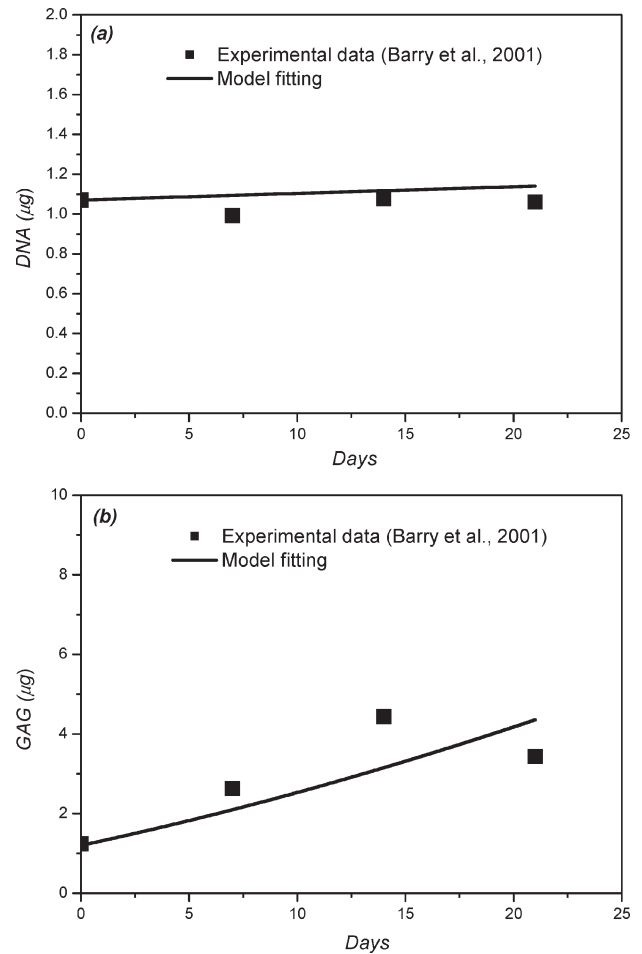 (a)
Experimental data (Barry et al., 2001)
Model fitting
2.0
1.8
1.6
1.4
1.2
1.0
0.8
0.6
0.4
0.2
0.0
DNA (μg)
0 5 10 15 20 25
Days
(b)
Experimental data (Barry et al., 2001)
Model fitting
10
8
6
4
2
0
GAG (μg)
0 5 10 15 20 25
Days